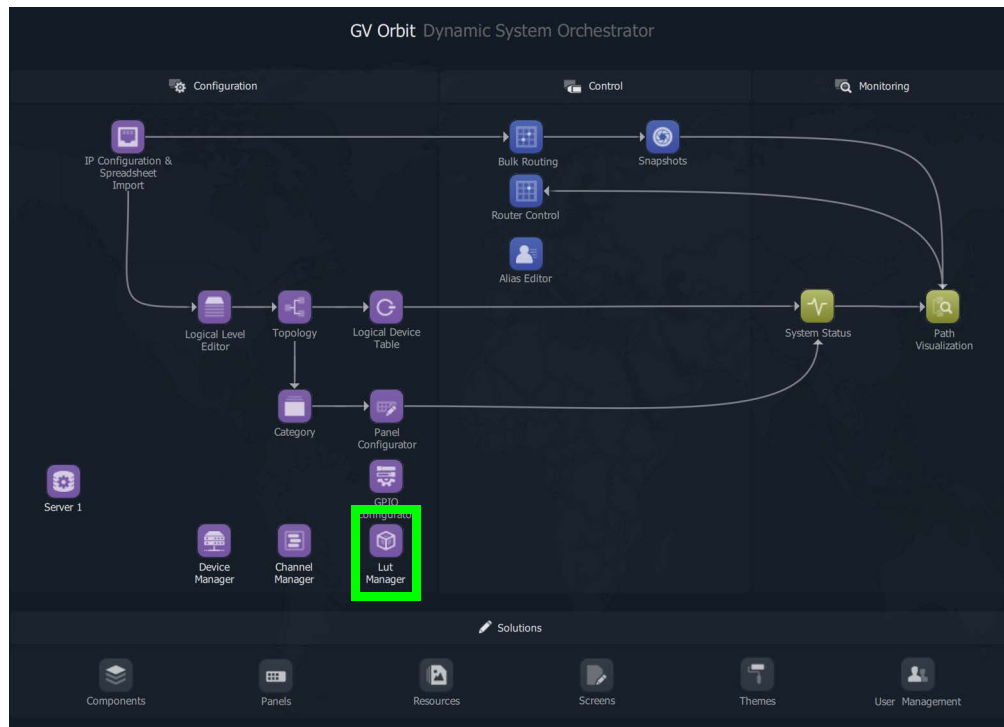 GV Orbit Dynamic System Orchestrator
Configuration
Control
Monitoring
IP Configuration &
Spreadsheet
Import
Bulk Routing
Snapshots
Router Control
Alias Editor
Logical Level
Editor
Topology
Logical Device
Table
System Status
Path
Visualization
Category
Panel
Configurator
Server 1
GPIO
Configurator
Device
Manager
Channel
Manager
Lut
Manager
Solutions
Components
Panels
Resources
Screens
Themes
User Management